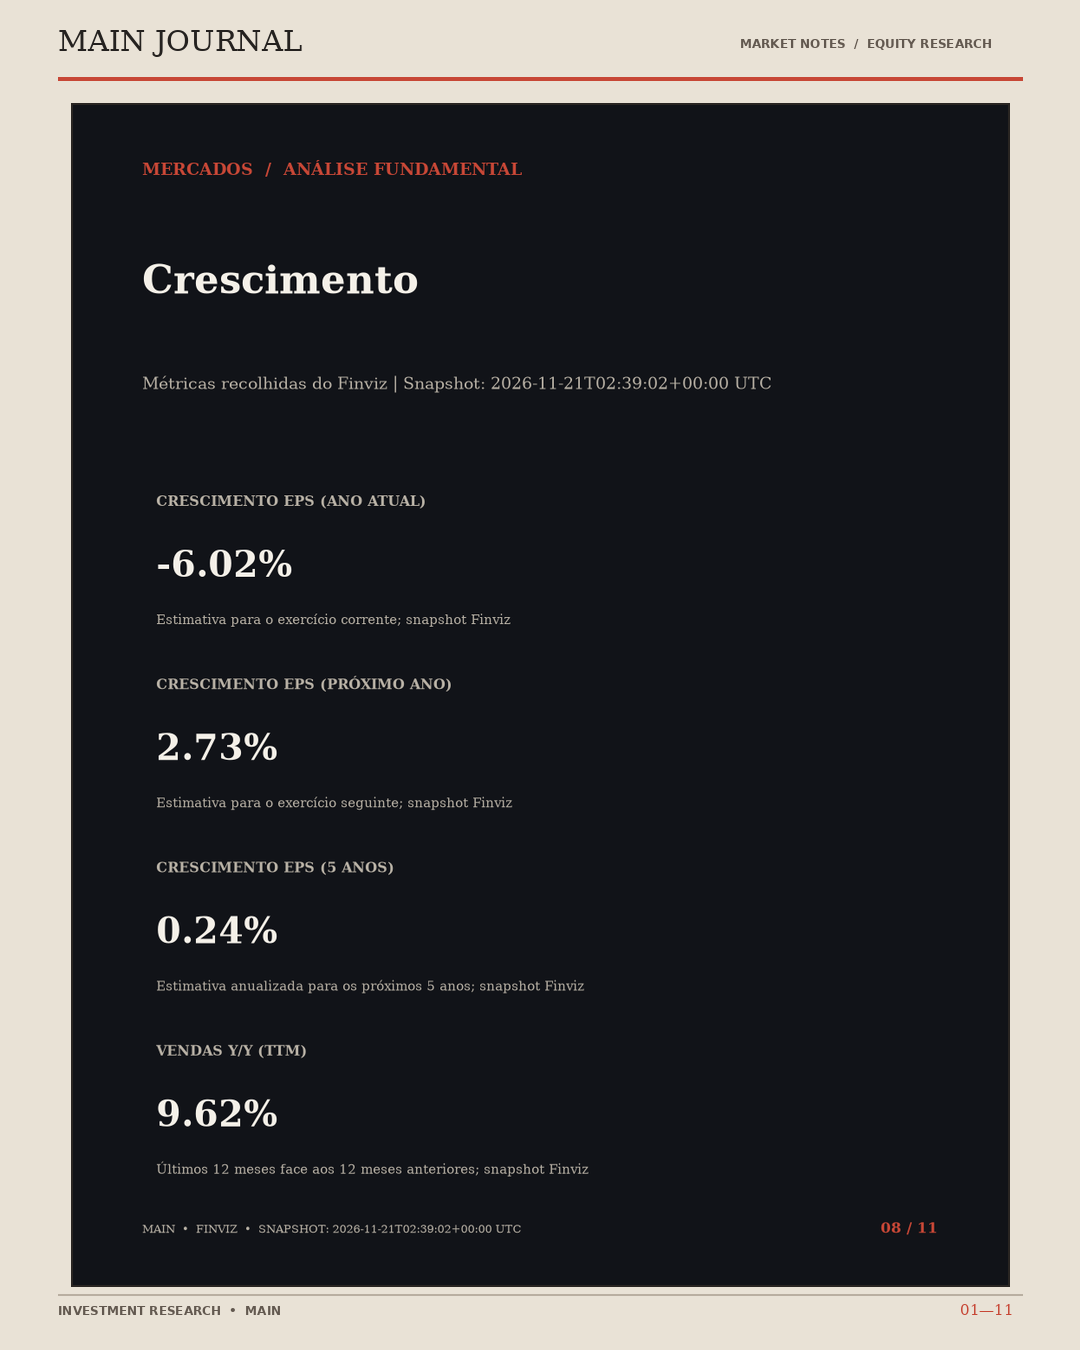 MAIN JOURNAL
MARKET NOTES / EQUITY RESEARCH
MERCADOS / ANÁLISE FUNDAMENTAL
Crescimento
Métricas recolhidas do Finviz | Snapshot: 2026-11-21T02:39:02+00:00 UTC
CRESCIMENTO EPS (ANO ATUAL)
-6.02%
Estimativa para o exercício corrente; snapshot Finviz
CRESCIMENTO EPS (PRÓXIMO ANO)
2.73%
Estimativa para o exercício seguinte; snapshot Finviz
CRESCIMENTO EPS (5 ANOS)
0.24%
Estimativa anualizada para os próximos 5 anos; snapshot Finviz
VENDAS Y/Y (TTM)
9.62%
Últimos 12 meses face aos 12 meses anteriores; snapshot Finviz
MAIN • FINVIZ • SNAPSHOT: 2026-11-21T02:39:02+00:00 UTC
08 / 11
INVESTMENT RESEARCH • MAIN
01—11